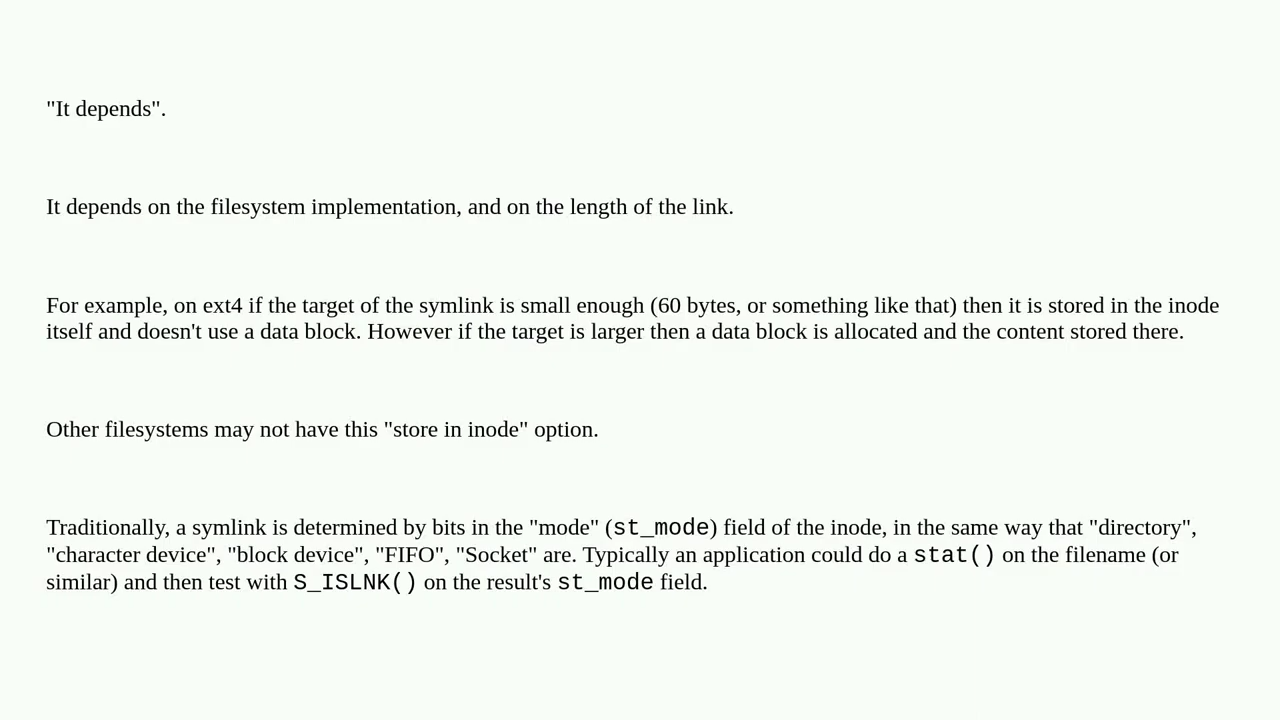 "It depends".
It depends on the filesystem implementation, and on the length of the link.
For example, on ext4 if the target of the symlink is small enough (60 bytes, or something like that) then it is stored in the inode
itself and doesn't use a data block. However if the target is larger then a data block is allocated and the content stored there.
Other filesystems may not have this "store in inode" option.
Traditionally, a symlink is determined by bits in the "mode" (st_mode) field of the inode, in the same way that "directory",
"character device", "block device", "FIFO", "Socket" are. Typically an application could do a stat() on the filename (or
similar) and then test with S_ISLNK() on the result's st_mode field.